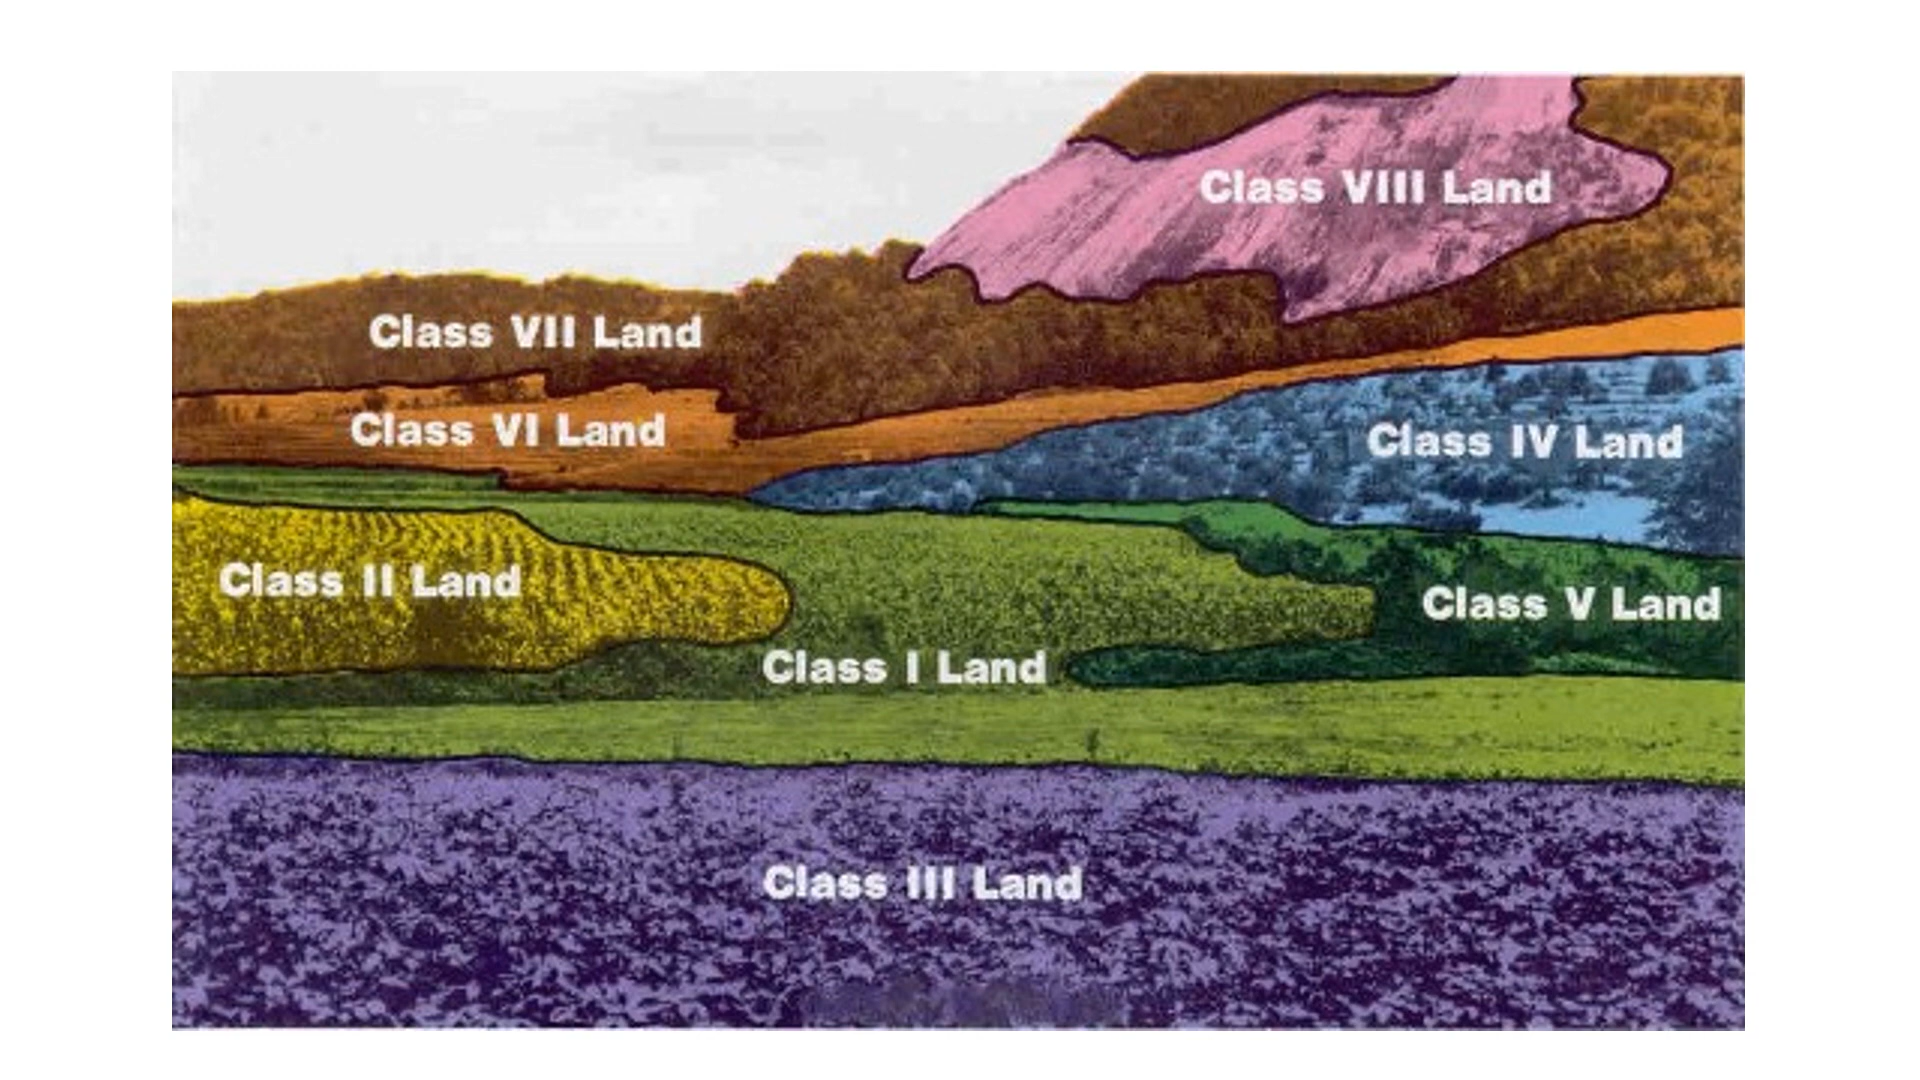 Class VIII Land
Class VII Land
Class VI Land
Class IV Land
Class II Land
Class V Land
Class I Land
Class III Land